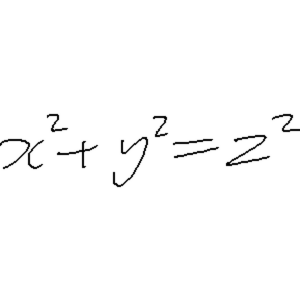 x² + y² = z²